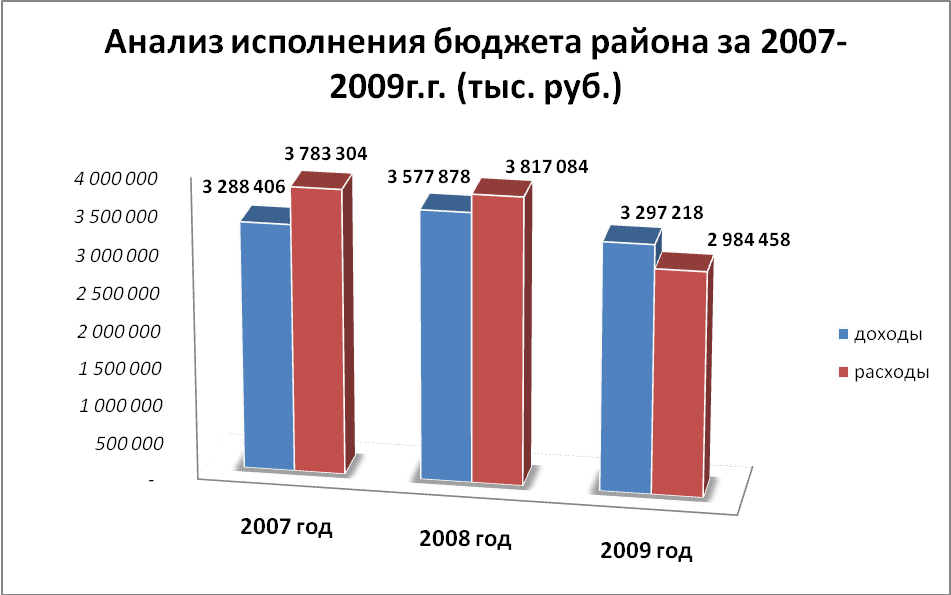 Анализ исполнения бюджета района за 2007-
2009г.г. (тыс. руб.)
3 783 304
3 577 878
3 817 084
3 288 406
3 297 218
2 984 458
4 000 000
3 500 000
3 000 000
2 500 000
2 000 000
1 500 000
1 000 000
500 000
-
доходы
расходы
2007 год
2008 год
2009 год